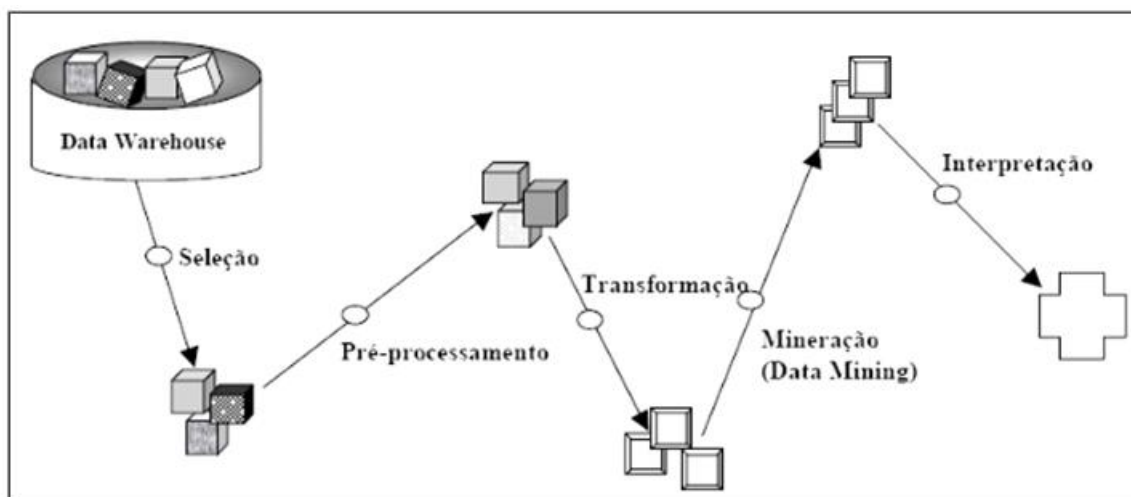 Data Warehouse
Seleção
Pré-processamento
Transformação
Mineração
(Data Mining)
Interpretação